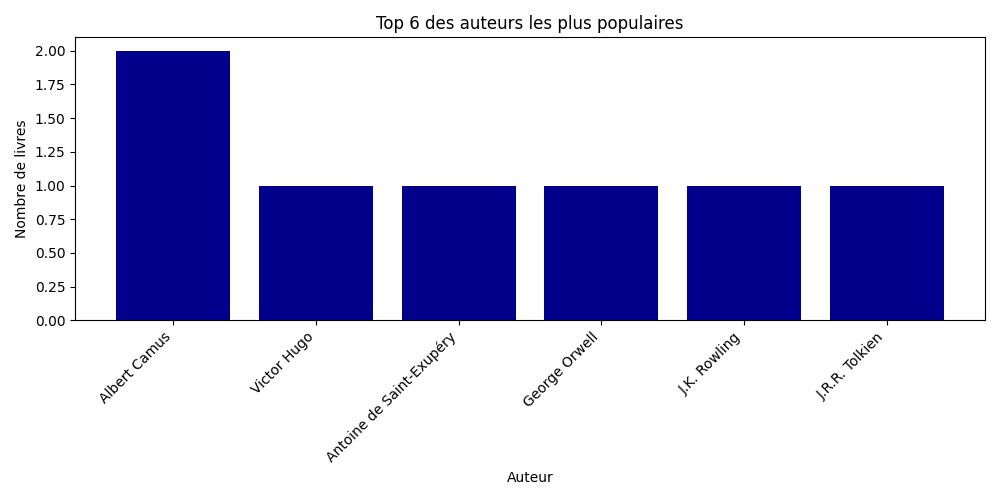 Top 6 des auteurs les plus populaires
Nombre de livres
2.00
1.75
1.50
1.25
1.00
0.75
0.50
0.25
0.00
Albert Camus
Victor Hugo
Antoine de Saint-Exupéry
George Orwell
J.K. Rowling
J.R.R. Tolkien
Auteur